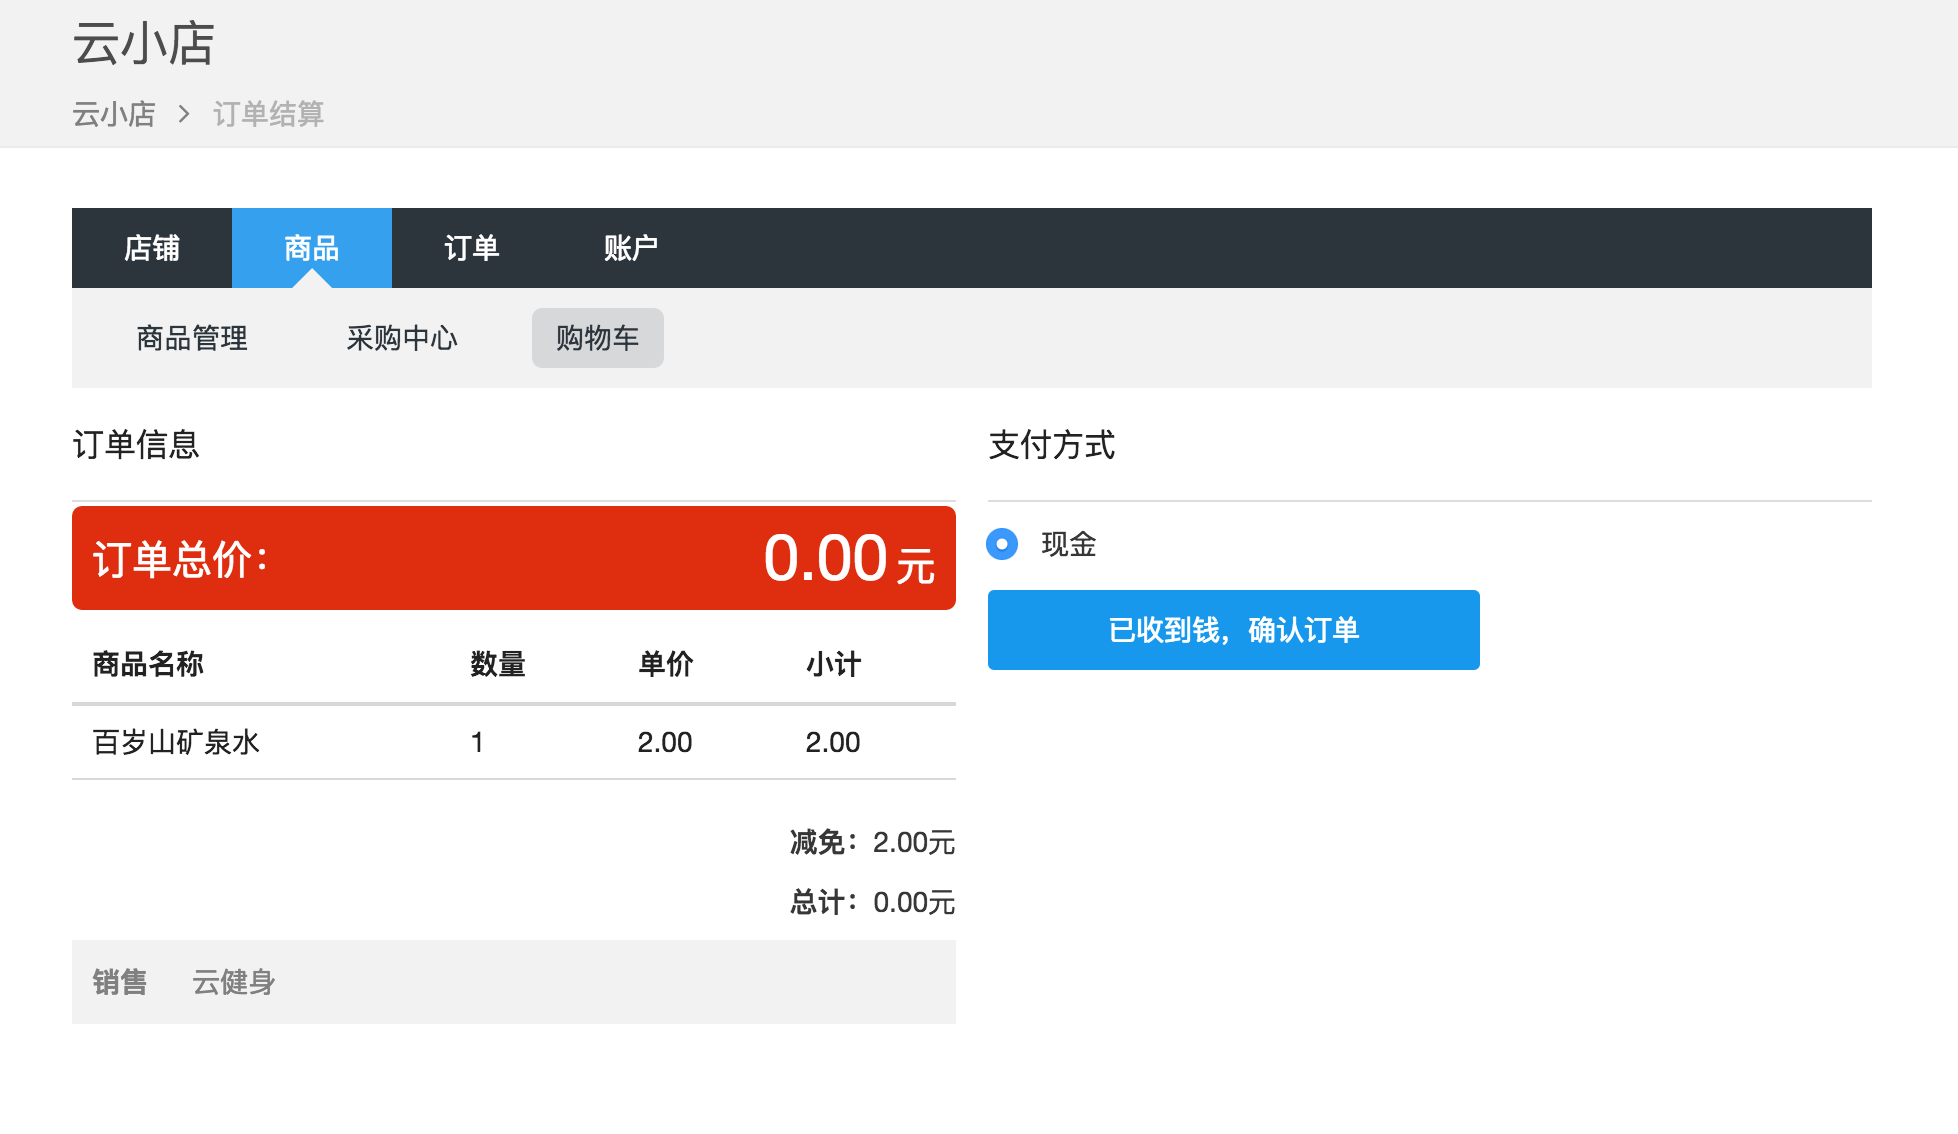 云小店
云小店 > 订单结算
店铺 商品 订单 账户
商品管理 采购中心 购物车
订单信息
订单总价： 0.00 元
商品名称 数量 单价 小计
百岁山矿泉水 1 2.00 2.00
减免：2.00元
总计：0.00元
销售 云健身
支付方式
现金
已收到钱，确认订单